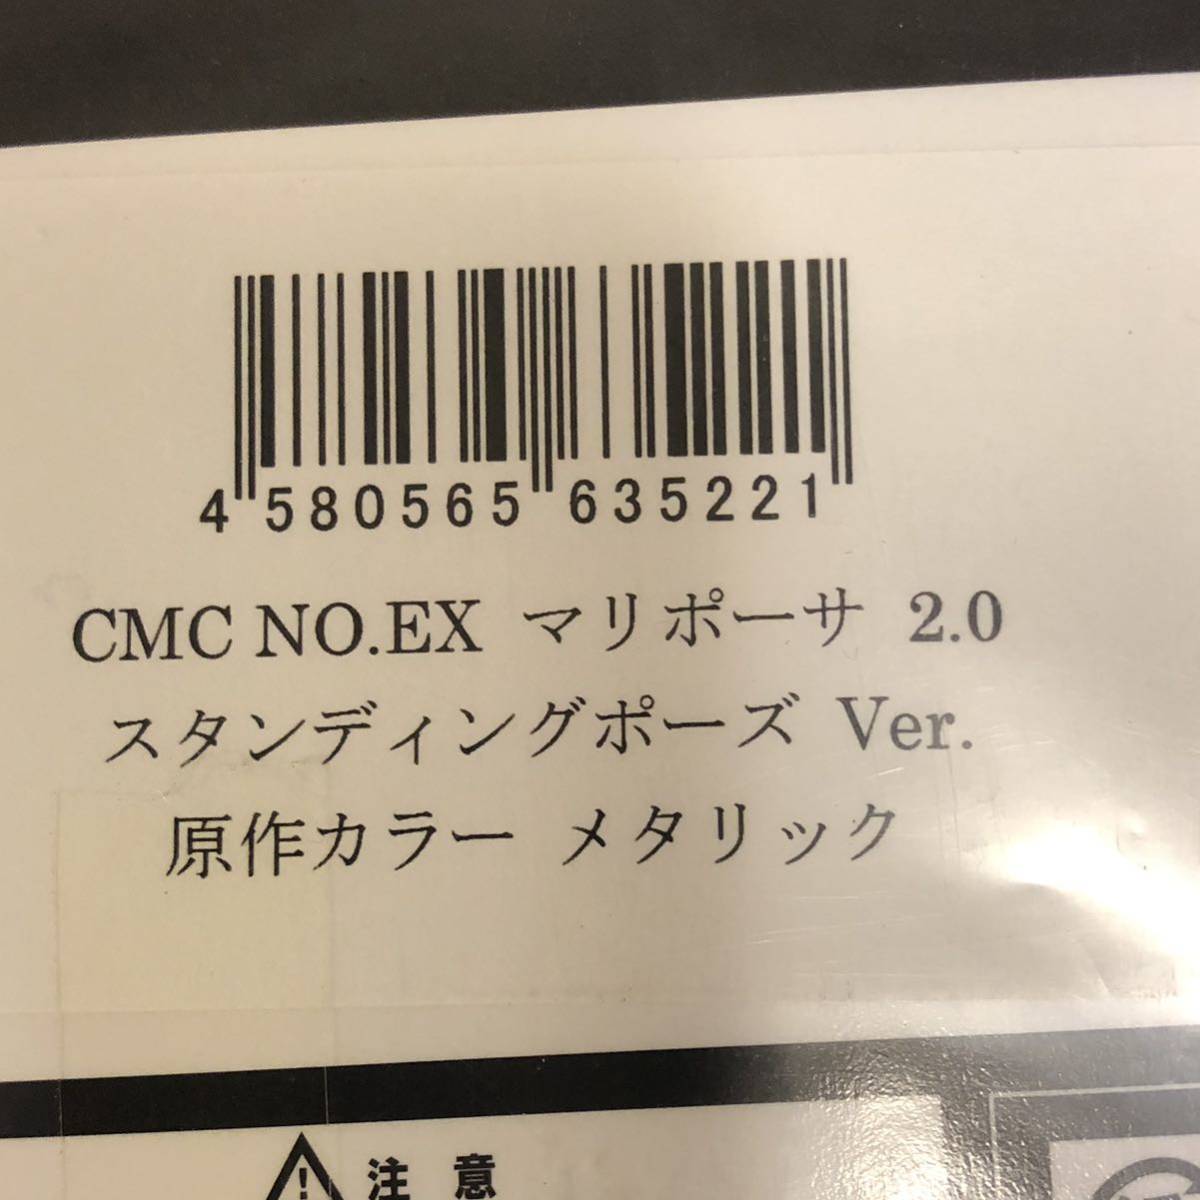 4 580565 635221
CMC NO.EX マリポーサ 2.0
スタンディングポーズ Ver.
原作カラー メタリック
注 意